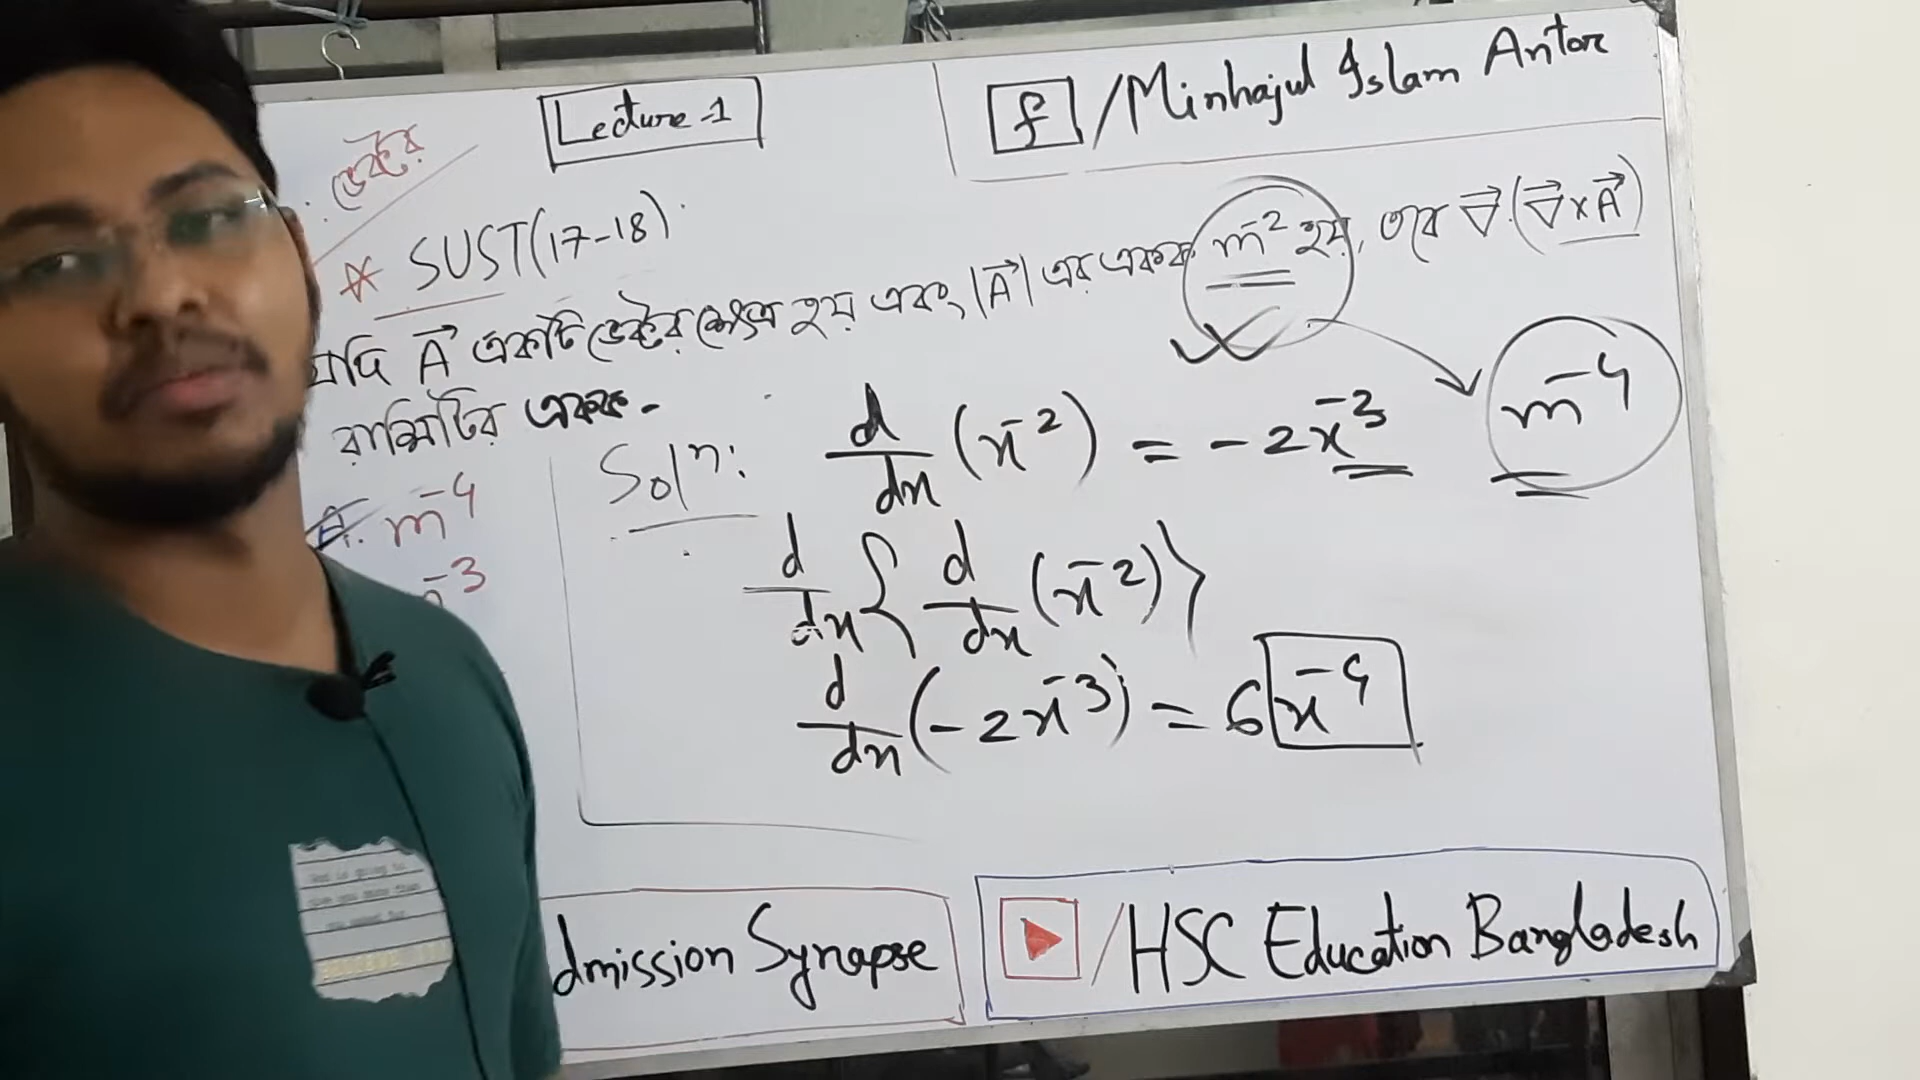 Lecture-1
f /Minhajul Islam Antor
ভেক্টর
* SUST(17-18)
যদি A⃗ একটি ভেক্টর ক্ষেত্র হয় এবং |A⃗| এর একক m⁻² হয়, তবে ∇⃗.(∇⃗×A⃗)
রাশিটির একক-
A. m⁻⁴
⁻³
Solⁿ:
d/dx (x⁻²) = -2x⁻³
m⁻⁴
d/dx { d/dx (x⁻²) }
d/dx (-2x⁻³) = 6x⁻⁴
dmission Synapse
/HSC Education Bangladesh